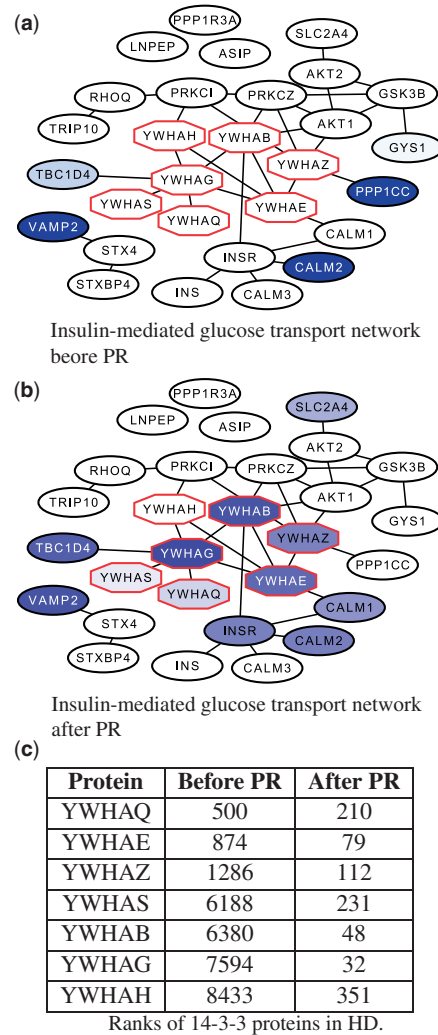 (a)
PPP1R3A
SLC2A4
LNPEP
ASIP
AKT2
RHOQ
PRKCI
PRKCZ
GSK3B
TRIP10
YWHAH
YWHAB
AKT1
GYS1
YWHAZ
TBC1D4
YWHAG
PPP1CC
YWHAS
YWHAE
VAMP2
YWHAQ
CALM1
STX4
INSR
CALM2
STXBP4
INS
CALM3
Insulin-mediated glucose transport network
beore PR
(b)
PPP1R3A
SLC2A4
LNPEP
ASIP
AKT2
RHOQ
PRKCI
PRKCZ
GSK3B
TRIP10
YWHAH
YWHAB
AKT1
GYS1
YWHAZ
TBC1D4
YWHAG
PPP1CC
YWHAS
YWHAE
YWHAQ
VAMP2
CALM1
STX4
INSR
CALM2
STXBP4
INS
CALM3
Insulin-mediated glucose transport network
after PR
(c)
Protein Before PR After PR
YWHAQ 500 210
YWHAE 874 79
YWHAZ 1286 112
YWHAS 6188 231
YWHAB 6380 48
YWHAG 7594 32
YWHAH 8433 351
Ranks of 14-3-3 proteins in HD.